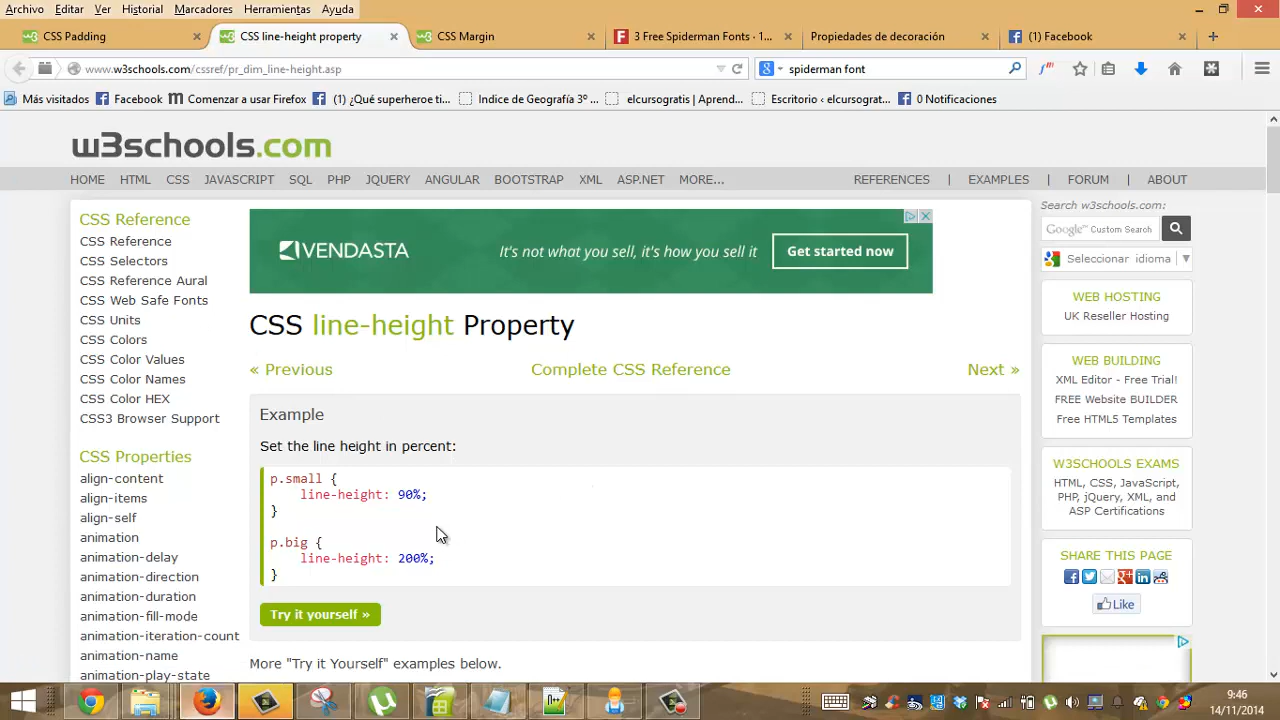 Archivo Editar Ver Historial Marcadores Herramientas Ayuda
CSS Padding
CSS line-height property
CSS Margin
3 Free Spiderman Fonts · 1...
Propiedades de decoración
(1) Facebook
www.w3schools.com/cssref/pr_dim_line-height.asp
spiderman font
Más visitados
Facebook
Comenzar a usar Firefox
(1) ¿Qué superheroe ti...
Indice de Geografía 3º ...
elcursogratis | Aprend...
Escritorio ‹ elcursograt...
0 Notificaciones
w3schools.com
HOME HTML CSS JAVASCRIPT SQL PHP JQUERY ANGULAR BOOTSTRAP XML ASP.NET MORE... REFERENCES | EXAMPLES | FORUM | ABOUT
CSS Reference
CSS Reference
CSS Selectors
CSS Reference Aural
CSS Web Safe Fonts
CSS Units
CSS Colors
CSS Color Values
CSS Color Names
CSS Color HEX
CSS3 Browser Support
CSS Properties
align-content
align-items
align-self
animation
animation-delay
animation-direction
animation-duration
animation-fill-mode
animation-iteration-count
animation-name
animation-play-state
VENDASTA
It's not what you sell, it's how you sell it
Get started now
CSS line-height Property
« Previous
Complete CSS Reference
Next »
Example
Set the line height in percent:
p.small {
line-height: 90%;
}
p.big {
line-height: 200%;
}
Try it yourself »
More "Try it Yourself" examples below.
Search w3schools.com:
Google™ Custom Search
Seleccionar idioma
WEB HOSTING
UK Reseller Hosting
WEB BUILDING
XML Editor - Free Trial!
FREE Website BUILDER
Free HTML5 Templates
W3SCHOOLS EXAMS
HTML, CSS, JavaScript,
PHP, jQuery, XML, and
ASP Certifications
SHARE THIS PAGE
Like
9:46
14/11/2014